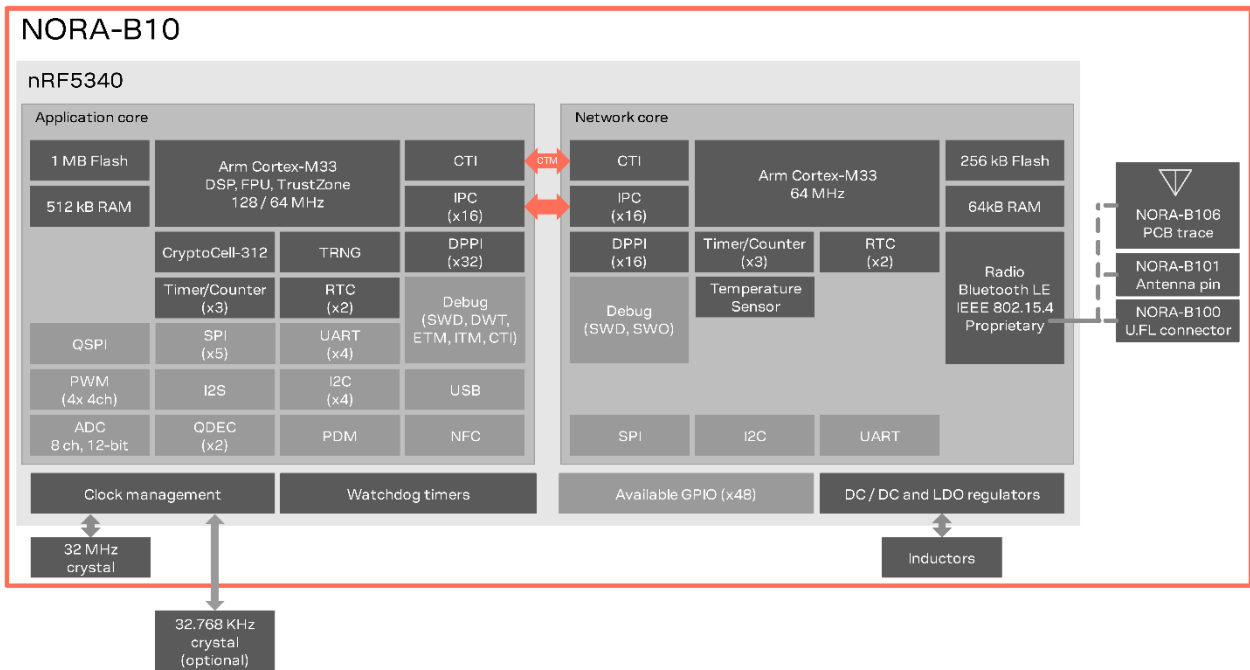 NORA-B10
nRF5340
Application core
1 MB Flash
512 kB RAM
Arm Cortex-M33
DSP, FPU, TrustZone
128 / 64 MHz
CTI
IPC
(x16)
CryptoCell-312
TRNG
DPPI
(x32)
Timer/Counter
(x3)
RTC
(x2)
Debug
(SWD, DWT,
ETM, ITM, CTI)
QSPI
SPI
(x5)
UART
(x4)
PWM
(4x 4ch)
I2S
I2C
(x4)
USB
ADC
8 ch, 12-bit
QDEC
(x2)
PDM
NFC
CTM
Network core
CTI
IPC
(x16)
Arm Cortex-M33
64 MHz
256 kB Flash
64kB RAM
DPPI
(x16)
Timer/Counter
(x3)
RTC
(x2)
Radio
Bluetooth LE
IEEE 802.15.4
Proprietary
Debug
(SWD, SWO)
Temperature
Sensor
SPI
I2C
UART
NORA-B106
PCB trace
NORA-B101
Antenna pin
NORA-B100
U.FL connector
Clock management
Watchdog timers
Available GPIO (x48)
DC / DC and LDO regulators
32 MHz
crystal
Inductors
32.768 KHz
crystal
(optional)